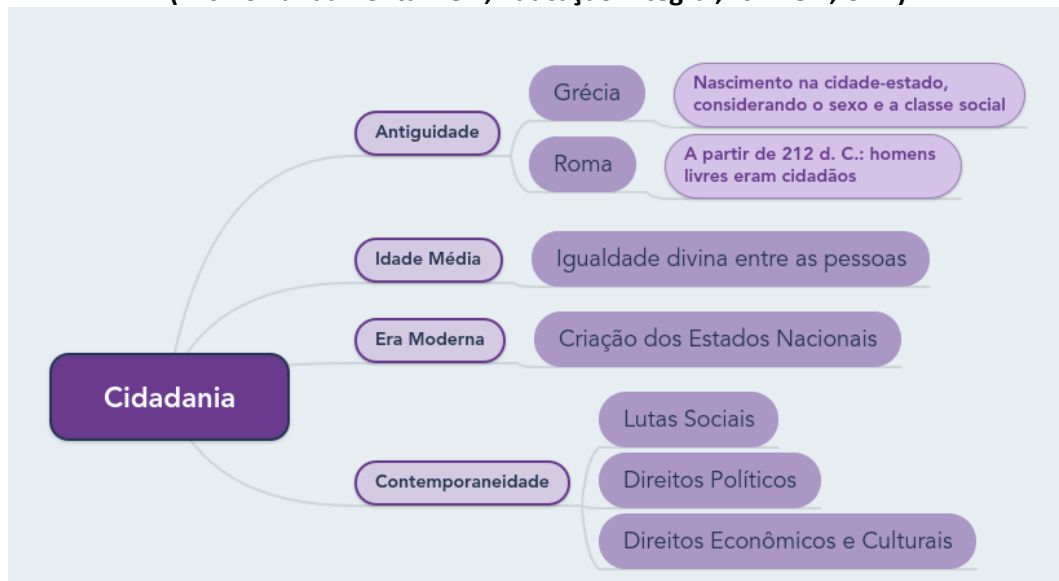 Antiguidade
Grécia
Nascimento na cidade-estado,
considerando o sexo e a classe social
Roma
A partir de 212 d. C.: homens
livres eram cidadãos
Idade Média
Igualdade divina entre as pessoas
Era Moderna
Criação dos Estados Nacionais
Cidadania
Contemporaneidade
Lutas Sociais
Direitos Políticos
Direitos Econômicos e Culturais